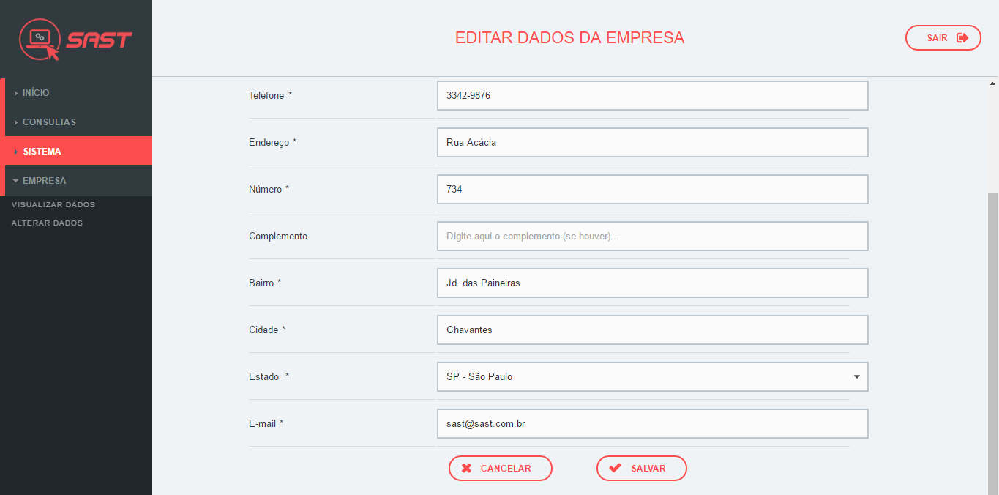 SAST
EDITAR DADOS DA EMPRESA
SAIR
INÍCIO
CONSULTAS
SISTEMA
EMPRESA
VISUALIZAR DADOS
ALTERAR DADOS
Telefone * 3342-9876
Endereço * Rua Acácia
Número * 734
Complemento Digite aqui o complemento (se houver)...
Bairro * Jd. das Paineiras
Cidade * Chavantes
Estado * SP - São Paulo
E-mail * sast@sast.com.br
CANCELAR SALVAR